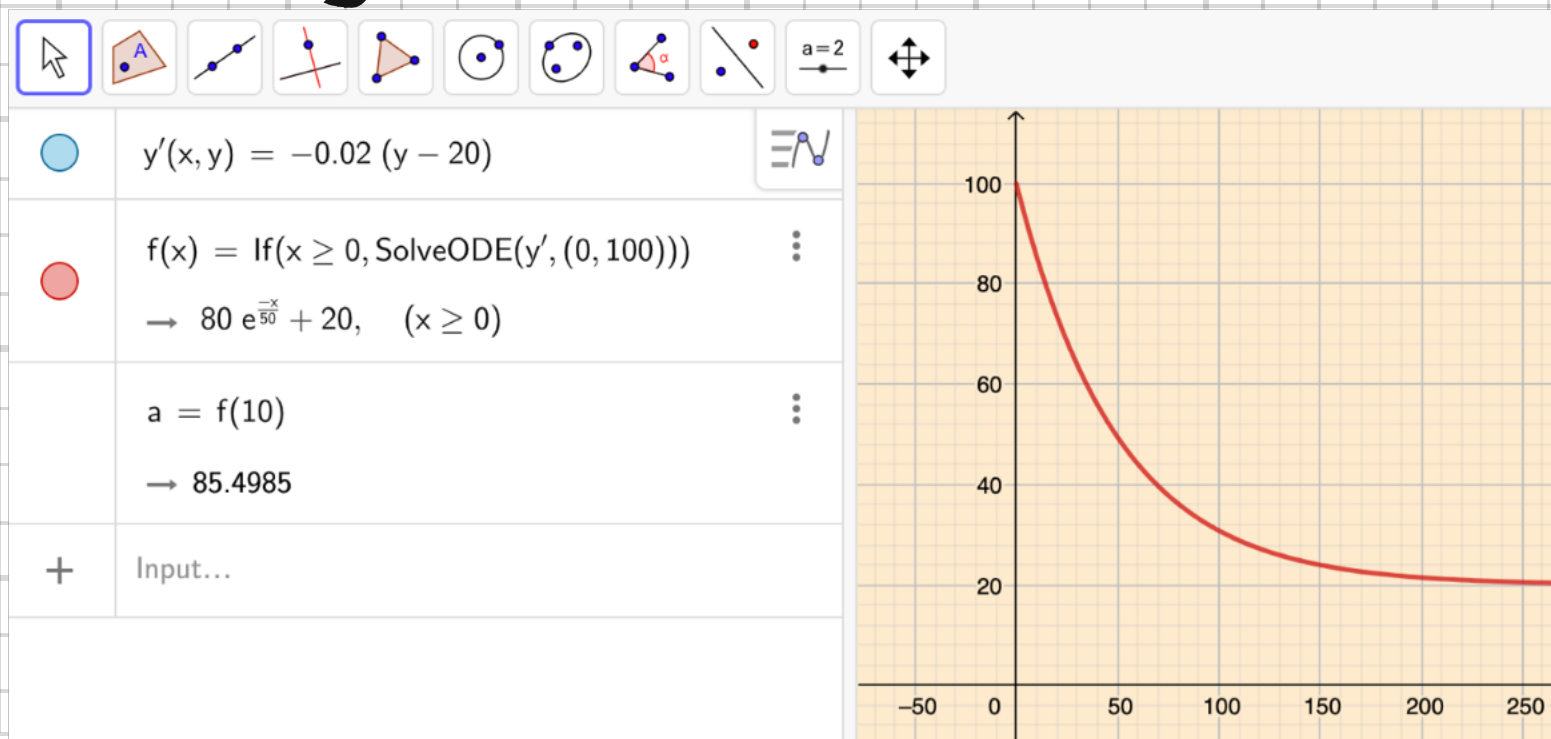 A
α
a=2
y′(x, y) = −0.02 (y − 20)
f(x) = If(x ≥ 0, SolveODE(y′, (0, 100)))
→ 80 e^(−x/50) + 20, (x ≥ 0)
a = f(10)
→ 85.4985
+ Input...
100
80
60
40
20
−50 0 50 100 150 200 250